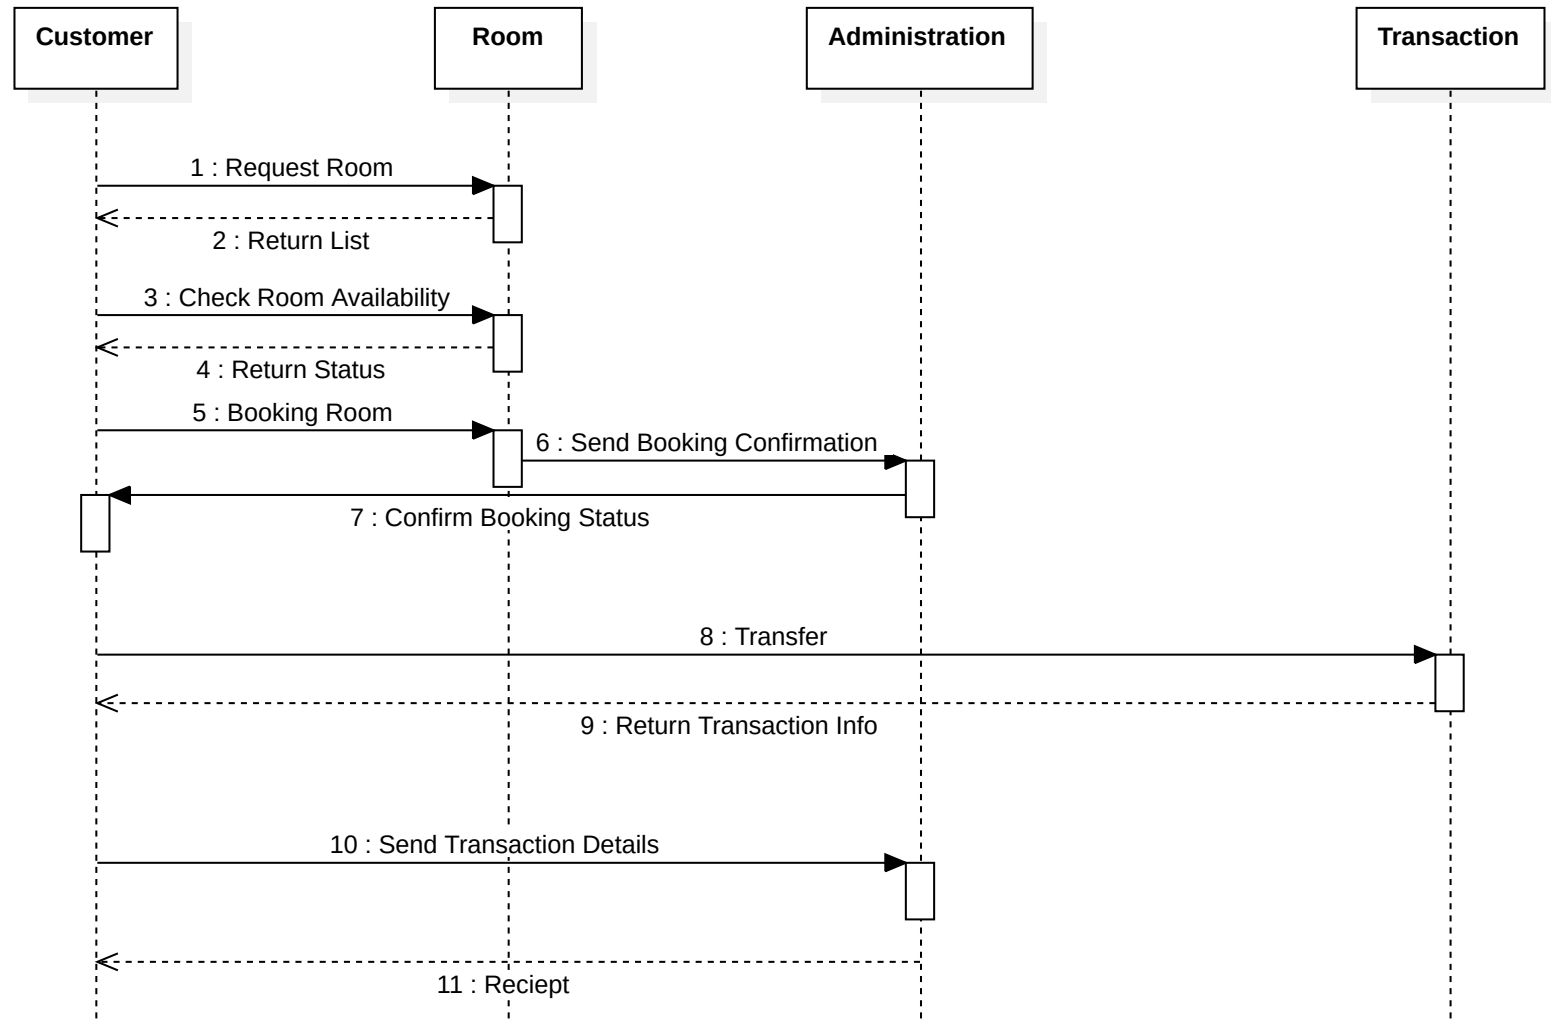 Customer
Room
Administration
Transaction
1 : Request Room
2 : Return List
3 : Check Room Availability
4 : Return Status
5 : Booking Room
6 : Send Booking Confirmation
7 : Confirm Booking Status
8 : Transfer
9 : Return Transaction Info
10 : Send Transaction Details
11 : Reciept